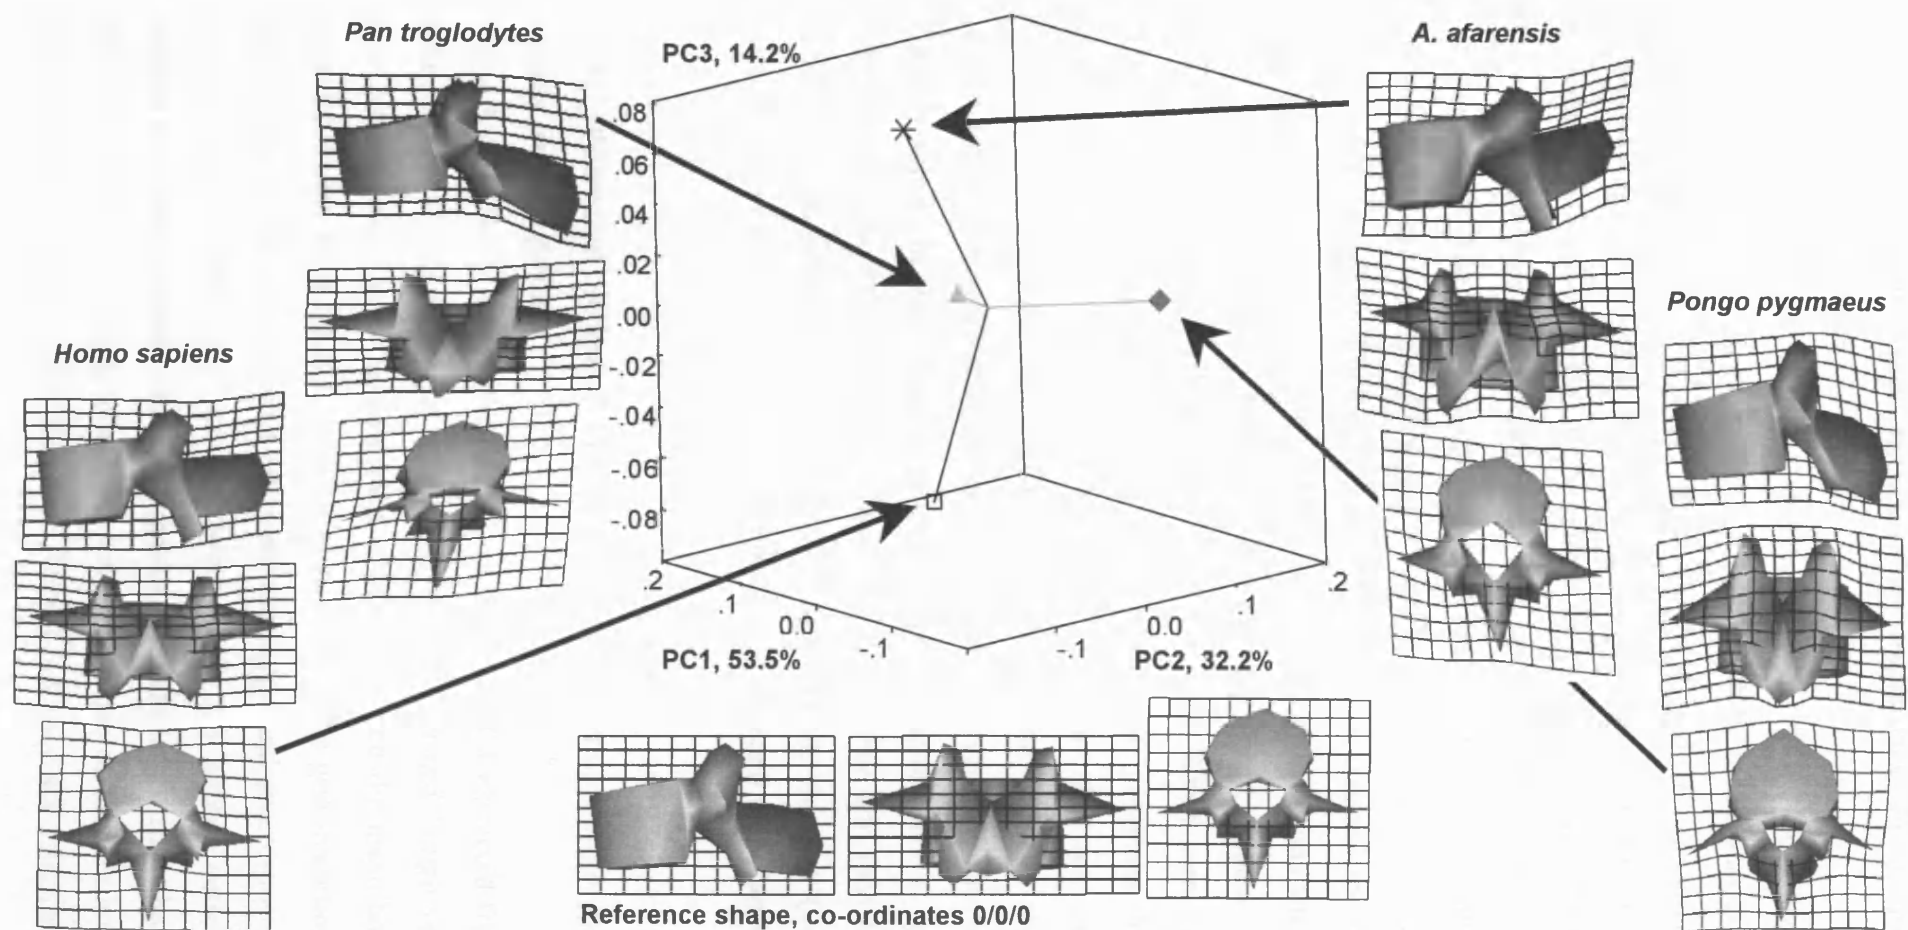 Pan troglodytes
PC3, 14.2%
A. afarensis
Pongo pygmaeus
Homo sapiens
.08
.06
.04
.02
.00
-.02
-.04
-.06
-.08
.2
.1
0.0
-.1
-.1
0.0
.1
.2
PC1, 53.5%
PC2, 32.2%
Reference shape, co-ordinates 0/0/0